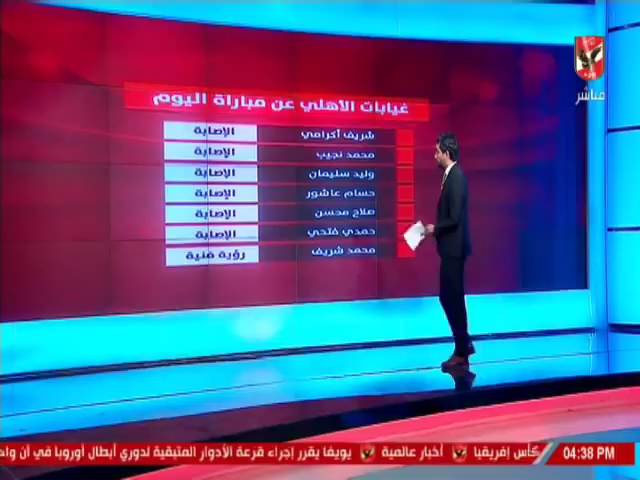 مباشر
غيابات الأهلي عن مباراة اليوم
شريف أكرامي الإصابة
محمد نجيب الإصابة
وليد سليمان الإصابة
حسام عاشور الإصابة
صلاح محسن الإصابة
حمدي فتحي الإصابة
محمد شريف رؤية فنية
04:38 PM كأس إفريقيا أخبار عالمية يويفا يقرر إجراء قرعة الأدوار المتبقية لدوري أبطال أوروبا في آن واحد